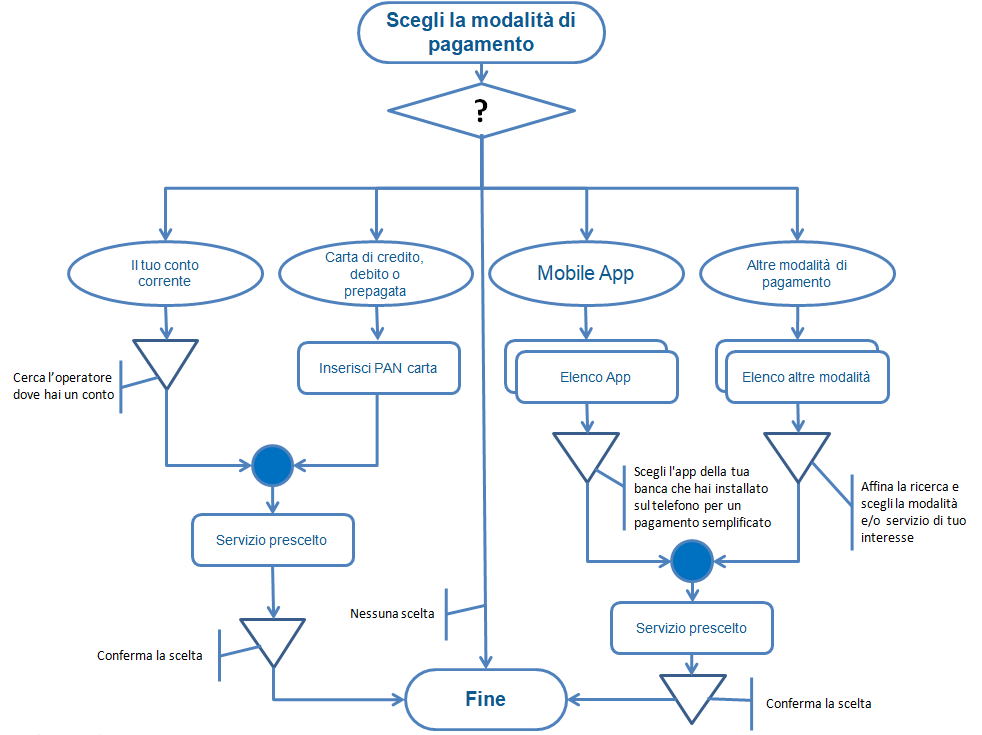 Scegli la modalità di
pagamento
?
Il tuo conto
corrente
Carta di credito,
debito o
prepagata
Mobile App
Altre modalità di
pagamento
Cerca l’operatore
dove hai un conto
Inserisci PAN carta
Elenco App
Elenco altre modalità
Scegli l'app della tua
banca che hai installato
sul telefono per un
pagamento semplificato
Affina la ricerca e
scegli la modalità
e/o servizio di tuo
interesse
Servizio prescelto
Nessuna scelta
Servizio prescelto
Conferma la scelta
Fine
Conferma la scelta